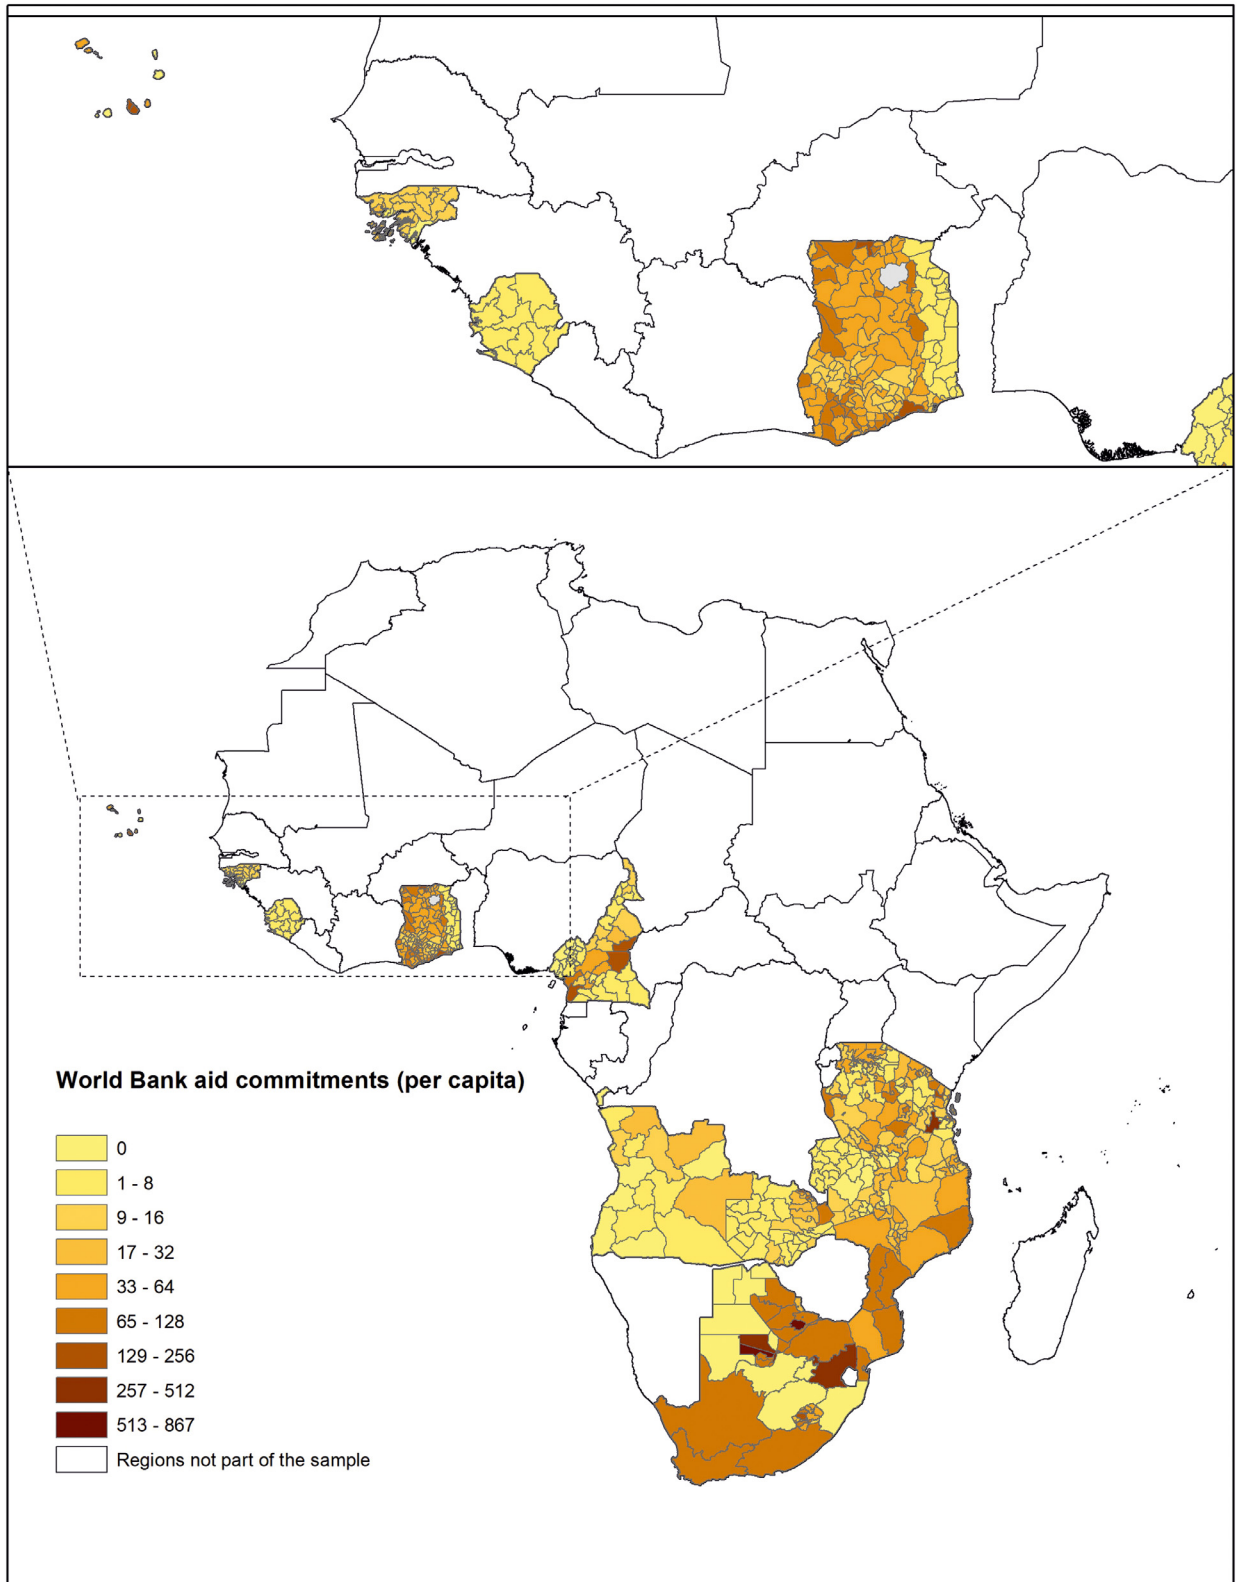 World Bank aid commitments (per capita)
0
1 - 8
9 - 16
17 - 32
33 - 64
65 - 128
129 - 256
257 - 512
513 - 867
Regions not part of the sample